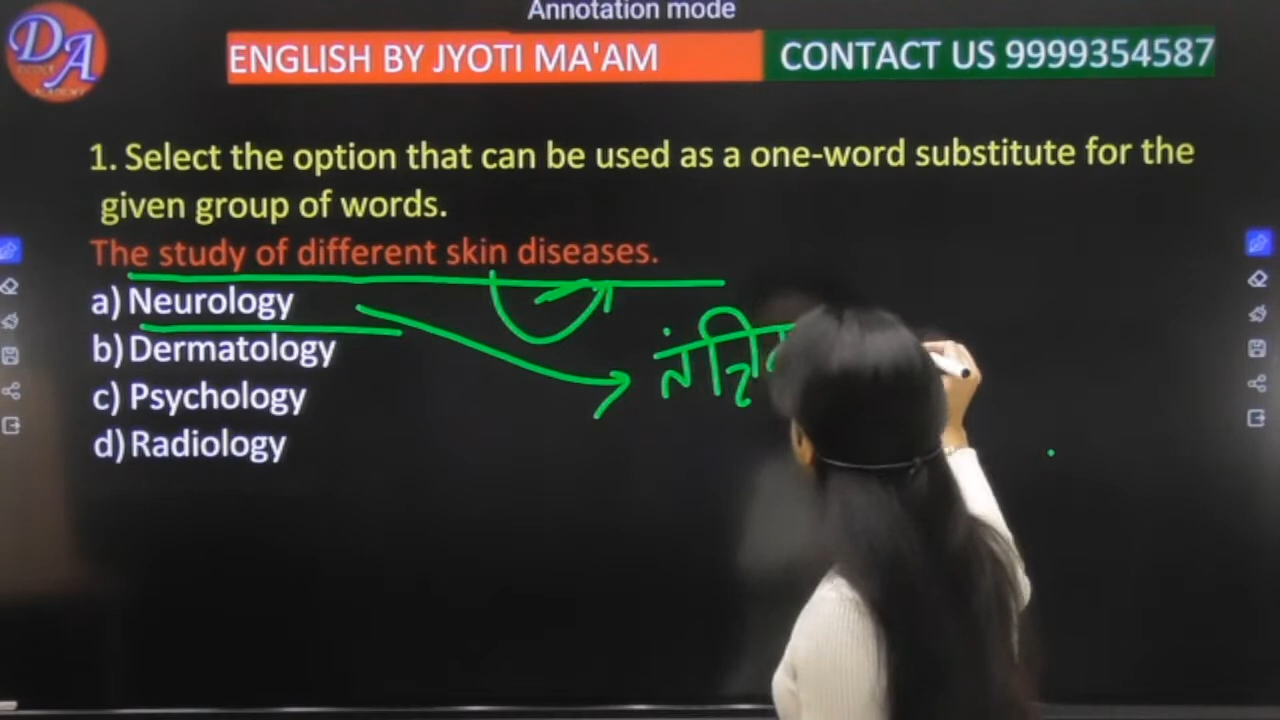 Annotation mode
DA
ENGLISH BY JYOTI MA'AM
CONTACT US 9999354587
1. Select the option that can be used as a one-word substitute for the
given group of words.
The study of different skin diseases.
a) Neurology
b) Dermatology
c) Psychology
d) Radiology